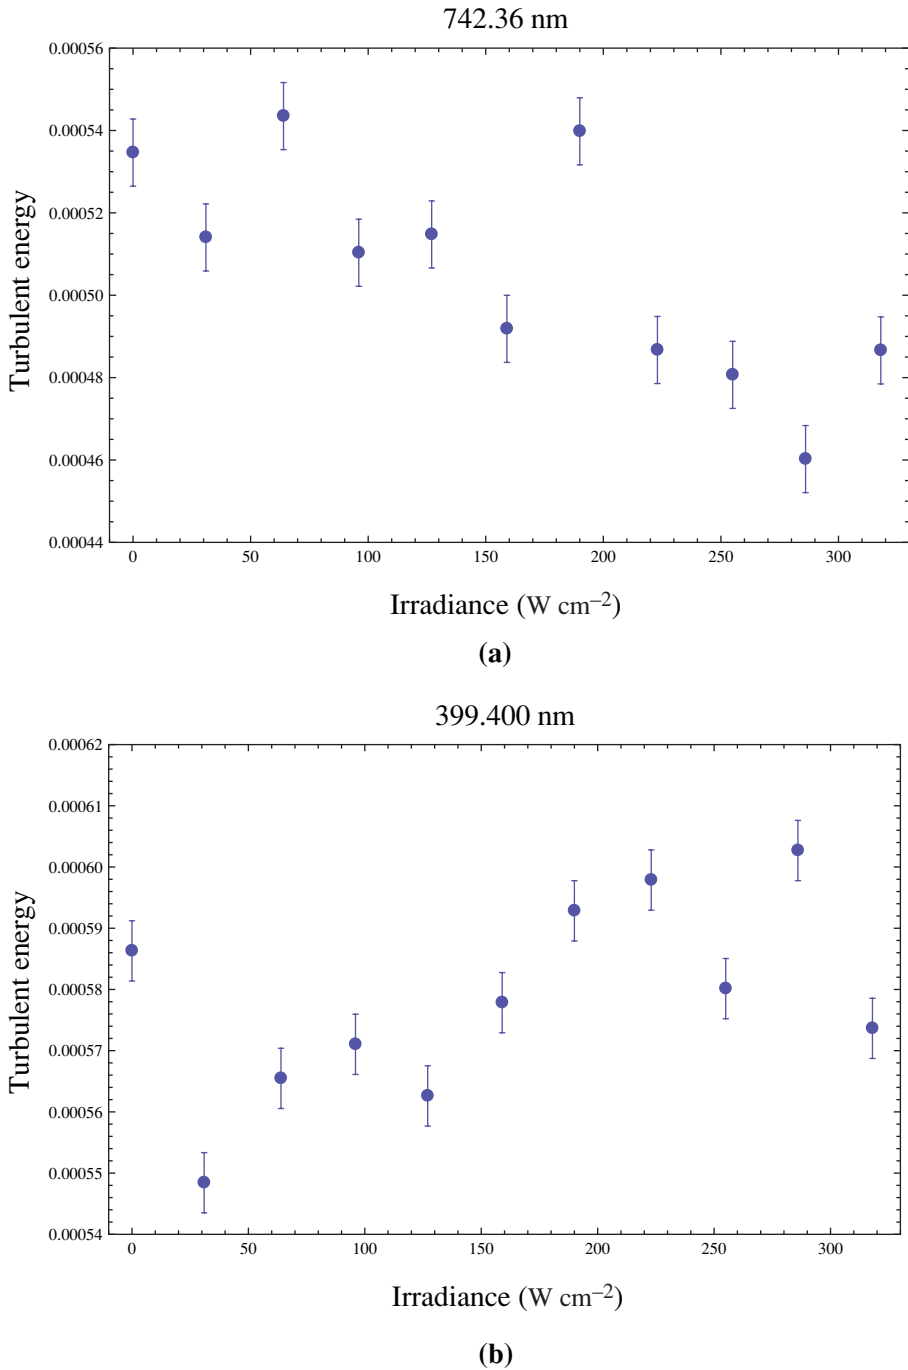 742.36 nm
0.00056
0.00054
0.00052
0.00050
0.00048
0.00046
0.00044
Turbulent energy
0 50 100 150 200 250 300
Irradiance (W cm⁻²)
(a)
399.400 nm
0.00062
0.00061
0.00060
0.00059
0.00058
0.00057
0.00056
0.00055
0.00054
Turbulent energy
0 50 100 150 200 250 300
Irradiance (W cm⁻²)
(b)